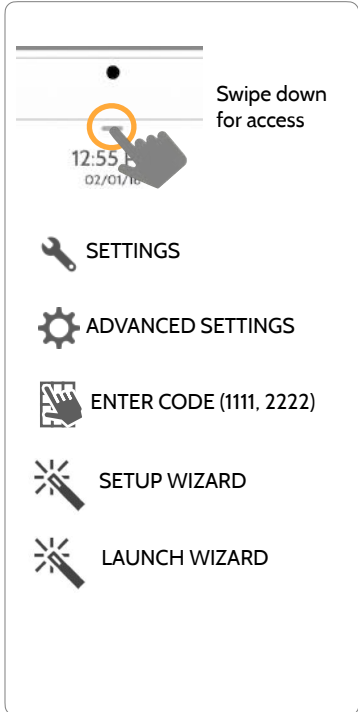 Swipe down
for access
12:55
02/01/1
SETTINGS
ADVANCED SETTINGS
ENTER CODE (1111, 2222)
SETUP WIZARD
LAUNCH WIZARD